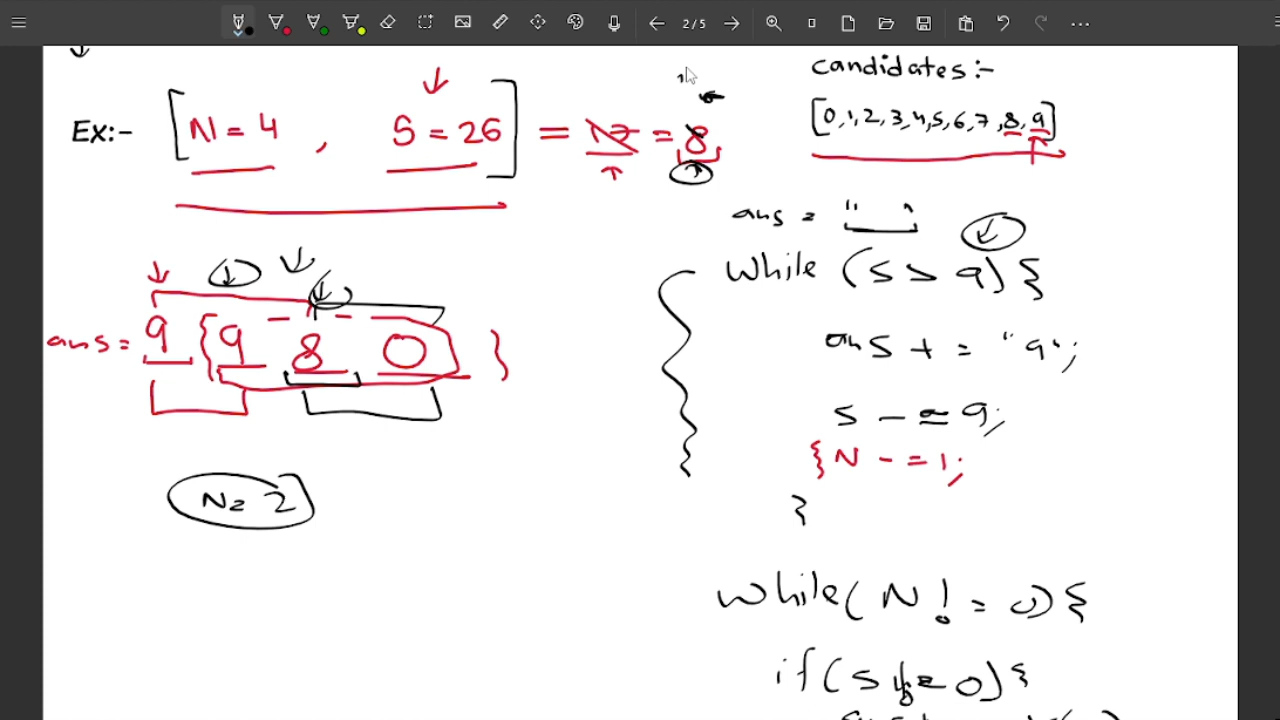 2/5
Ex:- [N = 4 , S = 26] = = 8
candidates :-
[0,1,2,3,4,5,6,7,8,9]
ans = " "
while (S > 9) {
ans + = "9";
S - = 9;
{ N - = 1;
}
while( N ! = 0) {
if( S != 0) {
ans = 9 { 9 8 0 }
N = 2